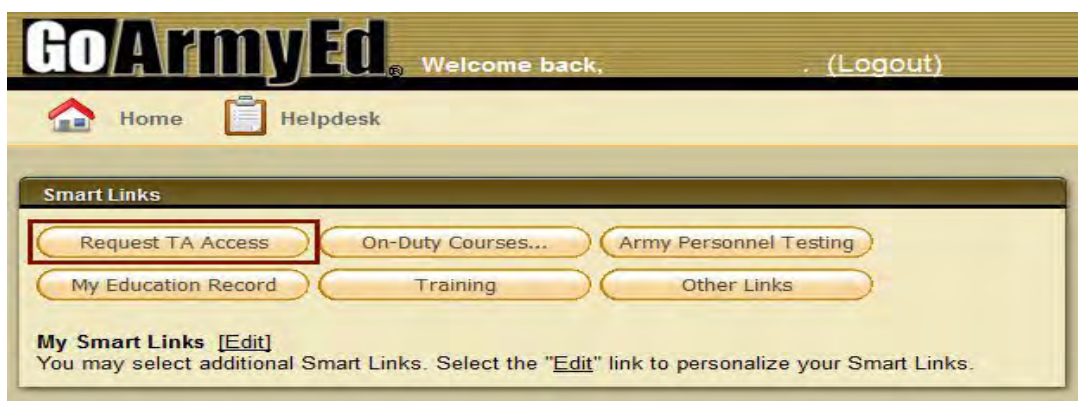 GoArmyEd® Welcome back, . (Logout)
Home Helpdesk
Smart Links
Request TA Access On-Duty Courses... Army Personnel Testing
My Education Record Training Other Links
My Smart Links [Edit]
You may select additional Smart Links. Select the "Edit" link to personalize your Smart Links.